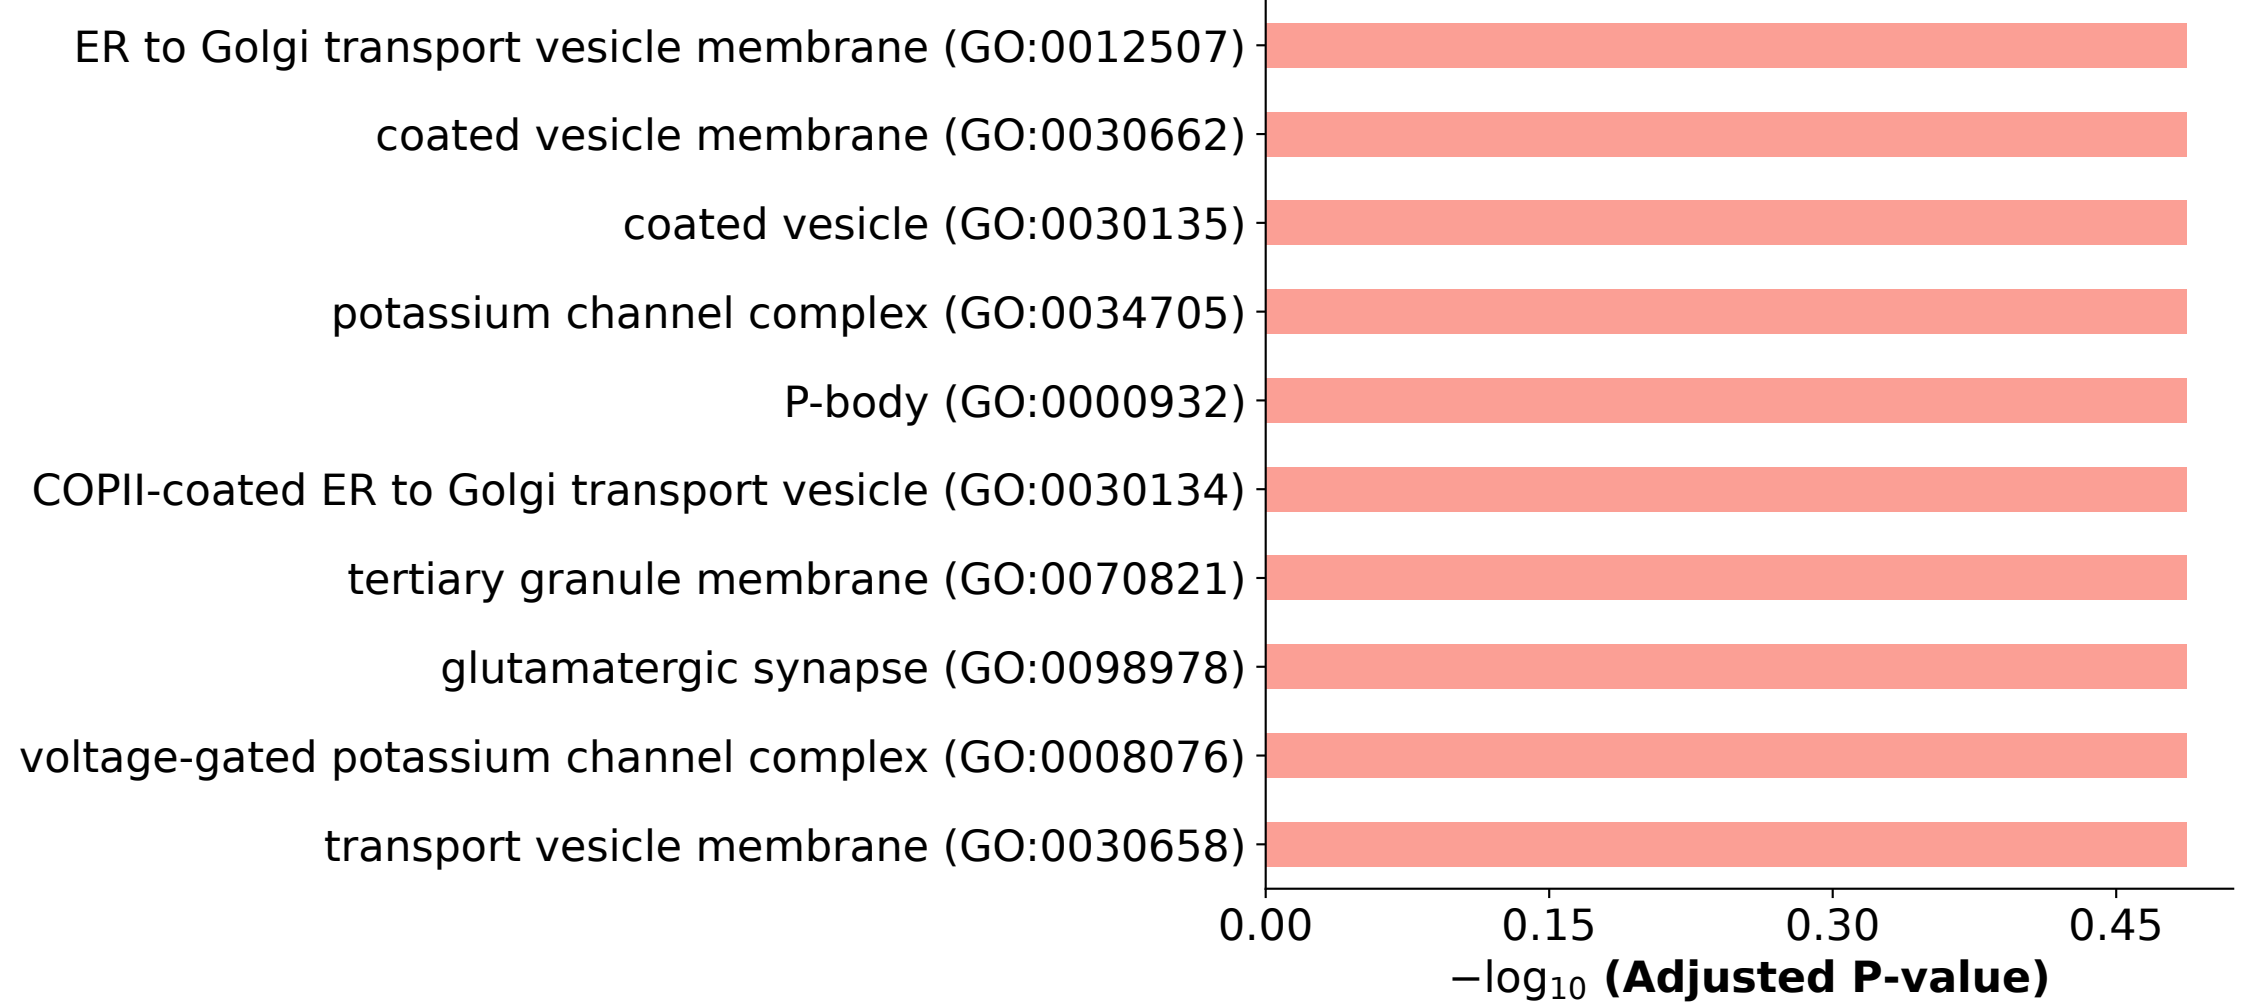 ER to Golgi transport vesicle membrane (GO:0012507)
coated vesicle membrane (GO:0030662)
coated vesicle (GO:0030135)
potassium channel complex (GO:0034705)
P-body (GO:0000932)
COPII-coated ER to Golgi transport vesicle (GO:0030134)
tertiary granule membrane (GO:0070821)
glutamatergic synapse (GO:0098978)
voltage-gated potassium channel complex (GO:0008076)
transport vesicle membrane (GO:0030658)
0.00 0.15 0.30 0.45
−log₁₀ (Adjusted P-value)